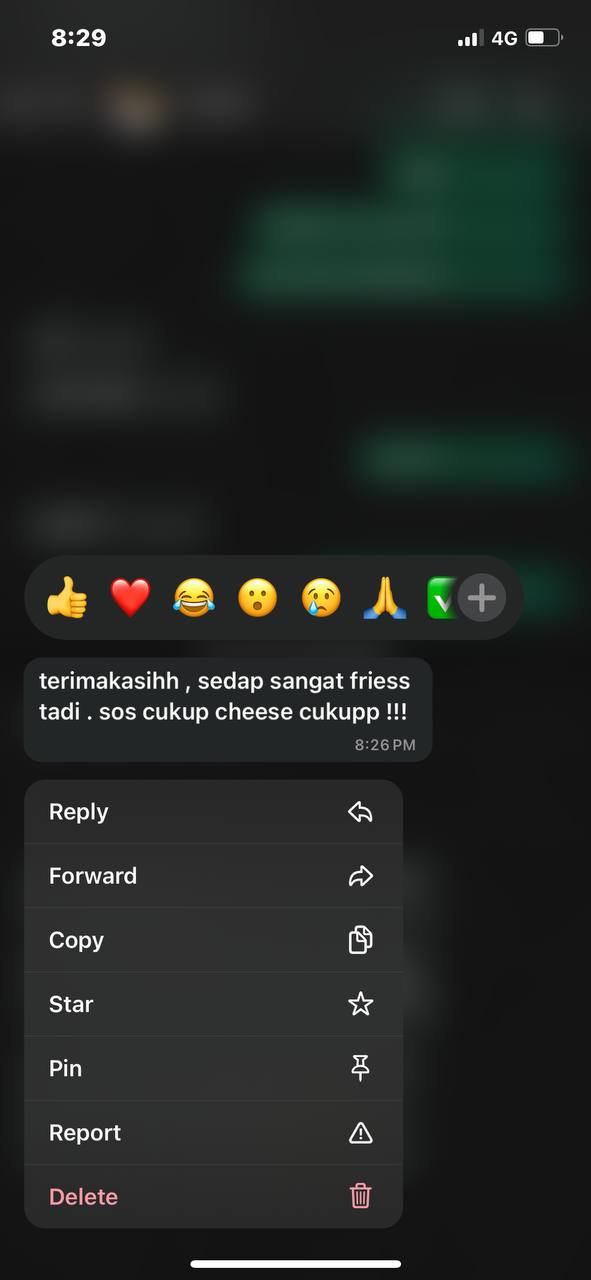 8:29
4G
terimakasihh , sedap sangat friess
tadi . sos cukup cheese cukupp !!!
8:26 PM
Reply
Forward
Copy
Star
Pin
Report
Delete